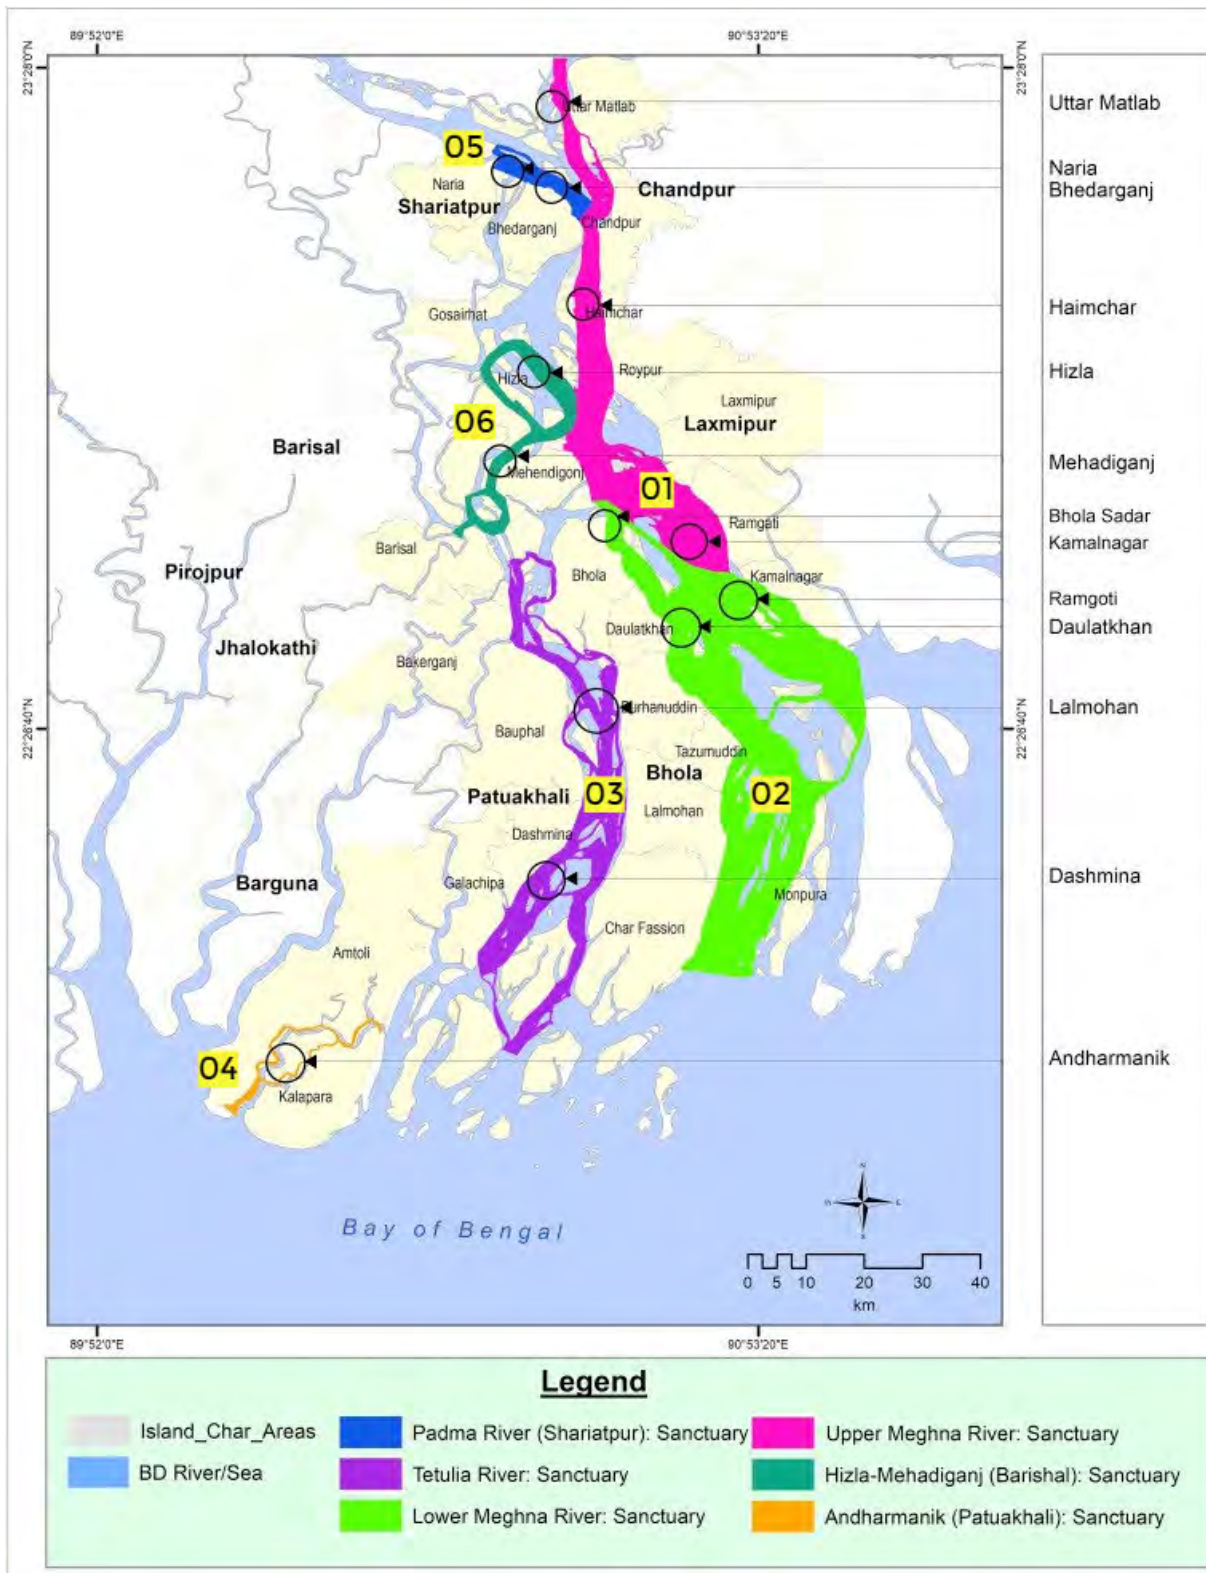 89°52'0"E
90°53'20"E
23°28'0"N
23°28'0"N
Uttar Matlab
Uttar Matlab
05
Naria
Naria
Shariatpur
Chandpur
Bhedarganj
Bhedarganj
Chandpur
Gosairhat
Haimchar
Haimchar
Hizla
Roypur
Hizla
Laxmipur
Laxmipur
06
Barisal
Mehendigonj
Mehadiganj
01
Bhola Sadar
Ramgati
Kamalnagar
Barisal
Pirojpur
Bhola
Kamalnagar
Ramgoti
Daulatkhan
Daulatkhan
Jhalokathi
Bakerganj
Burhanuddin
Lalmohan
22°26'40"N
22°26'40"N
Bauphal
Tazumuddin
Bhola
Patuakhali
03
02
Lalmohan
Dashmina
Barguna
Galachipa
Dashmina
Monpura
Char Fassion
Amtoli
04
Andharmanik
Kalapara
N
W
E
S
Bay of Bengal
0 5 10 20 30 40
km
89°52'0"E
90°53'20"E
Legend
Island_Char_Areas
Padma River (Shariatpur): Sanctuary
Upper Meghna River: Sanctuary
BD River/Sea
Tetulia River: Sanctuary
Hizla-Mehadiganj (Barishal): Sanctuary
Lower Meghna River: Sanctuary
Andharmanik (Patuakhali): Sanctuary